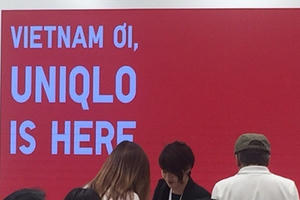 VIETNAM ƠI,
UNIQLO
IS HERE